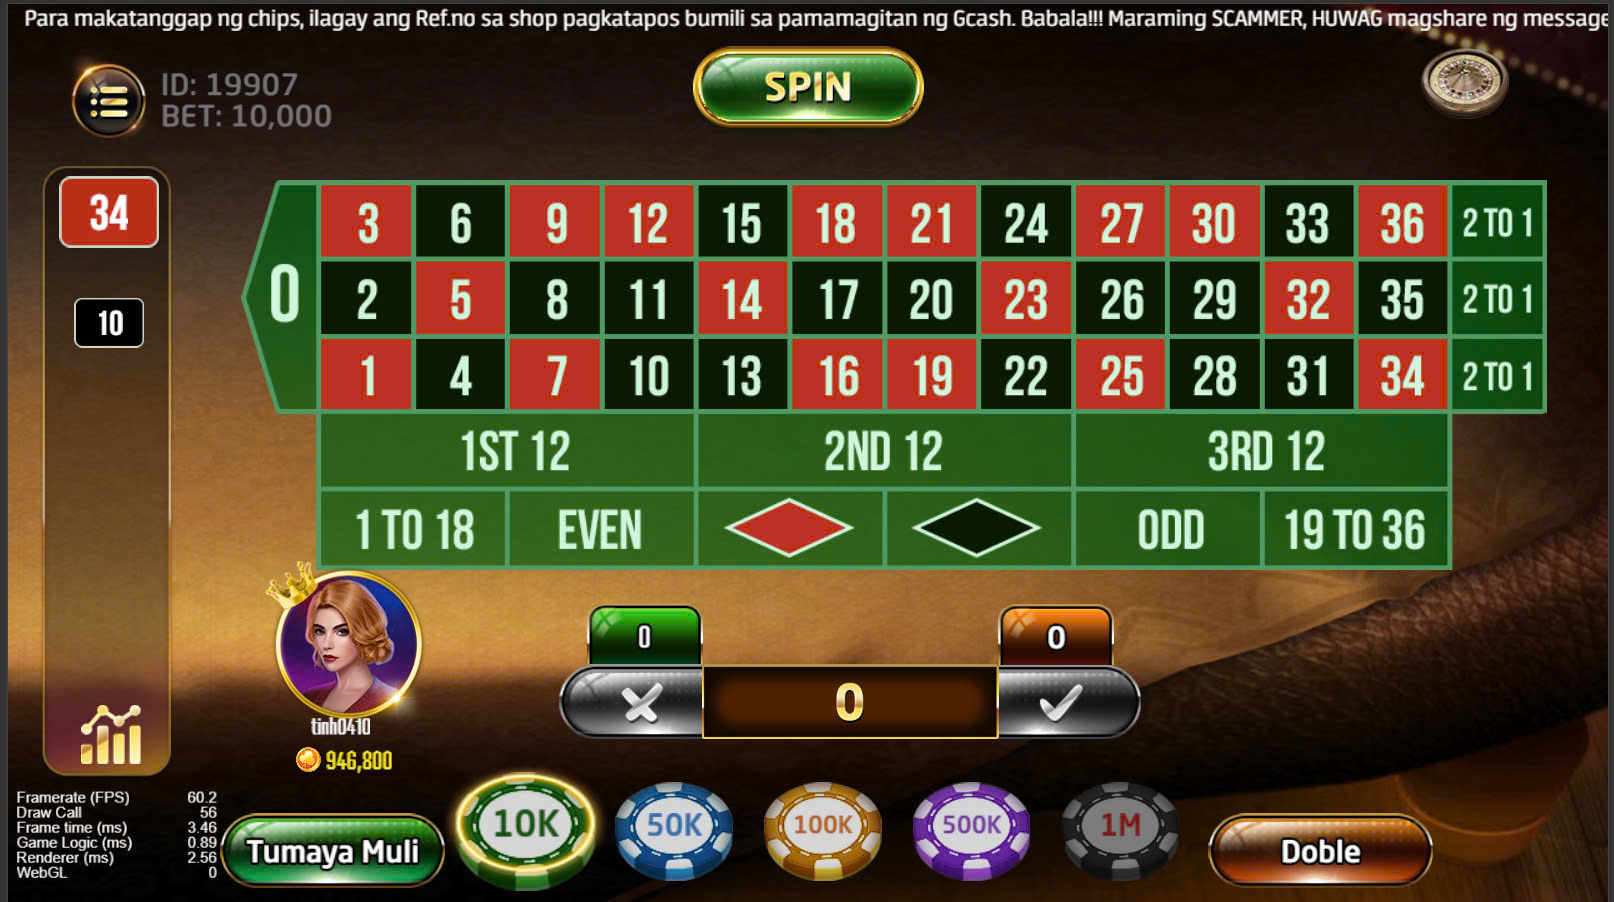 Para makatanggap ng chips, ilagay ang Ref.no sa shop pagkatapos bumili sa pamamagitan ng Gcash. Babala!!! Maraming SCAMMER, HUWAG magshare ng message
ID: 19907
BET: 10,000
SPIN
34
10
0
3 6 9 12 15 18 21 24 27 30 33 36 2 TO 1
2 5 8 11 14 17 20 23 26 29 32 35 2 TO 1
1 4 7 10 13 16 19 22 25 28 31 34 2 TO 1
1ST 12 2ND 12 3RD 12
1 TO 18 EVEN ODD 19 TO 36
tinh0410
946,800
0 0
0
Framerate (FPS) 60.2
Draw Call 56
Frame time (ms) 3.46
Game Logic (ms) 0.89
Renderer (ms) 2.56
WebGL 0
Tumaya Muli
10K 50K 100K 500K 1M
Doble